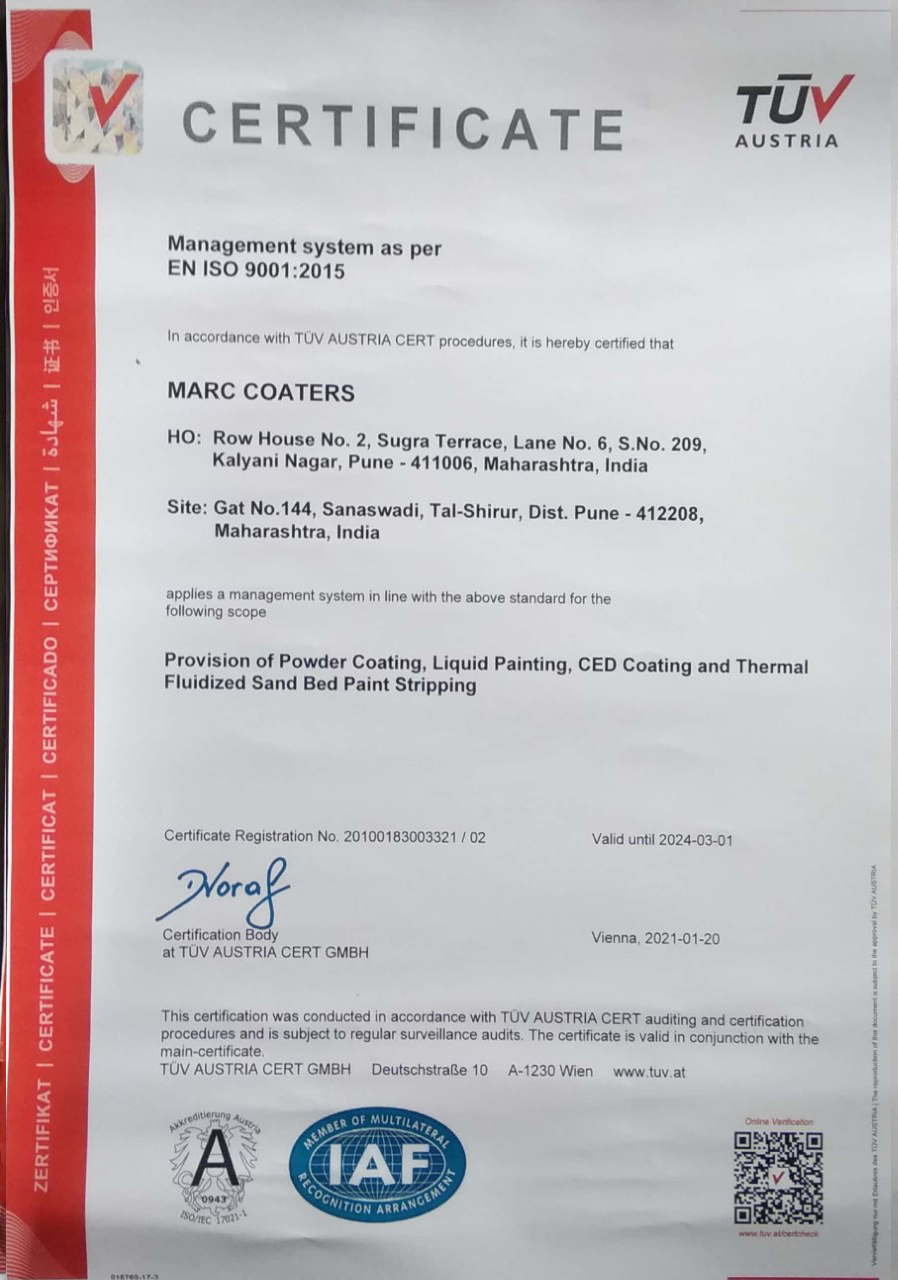 CERTIFICATE
TÜV
AUSTRIA
Management system as per
EN ISO 9001:2015
In accordance with TÜV AUSTRIA CERT procedures, it is hereby certified that
MARC COATERS
HO: Row House No. 2, Sugra Terrace, Lane No. 6, S.No. 209,
Kalyani Nagar, Pune - 411006, Maharashtra, India
Site: Gat No.144, Sanaswadi, Tal-Shirur, Dist. Pune - 412208,
Maharashtra, India
applies a management system in line with the above standard for the
following scope
Provision of Powder Coating, Liquid Painting, CED Coating and Thermal
Fluidized Sand Bed Paint Stripping
Certificate Registration No. 20100183003321 / 02
Valid until 2024-03-01
Certification Body
at TÜV AUSTRIA CERT GMBH
Vienna, 2021-01-20
This certification was conducted in accordance with TÜV AUSTRIA CERT auditing and certification
procedures and is subject to regular surveillance audits. The certificate is valid in conjunction with the
main-certificate.
TÜV AUSTRIA CERT GMBH Deutschstraße 10 A-1230 Wien www.tuv.at
Akkreditierung Austria
A
0943
ISO/IEC 17021-1
MEMBER OF MULTILATERAL
IAF
RECOGNITION ARRANGEMENT
Online Verification
www.tuv.at/certcheck
ZERTIFIKAT | CERTIFICATE | CERTIFICAT | CERTIFICADO | СЕРТИФИКАТ | شهادة | 证书 | 인증서
Vervielfältigung nur mit Erlaubnis des TÜV AUSTRIA | The reproduction of this document is subject to the approval by TÜV AUSTRIA